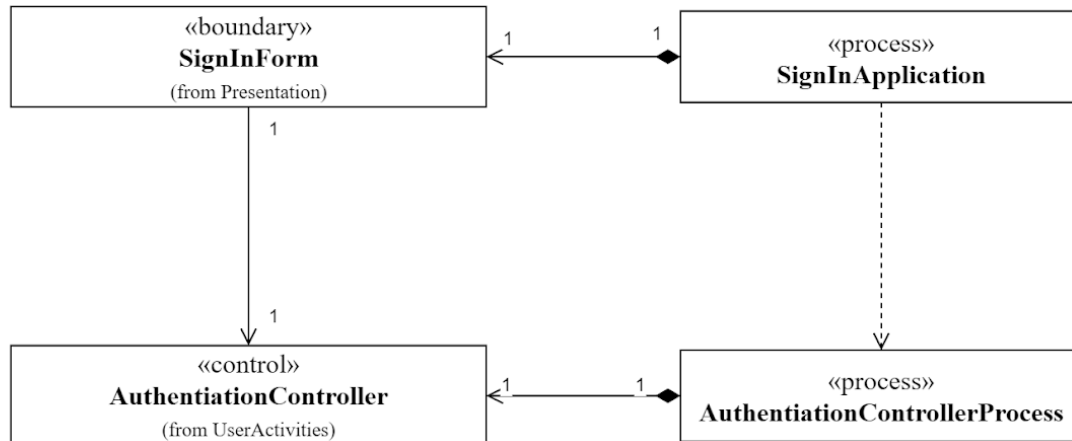 «boundary»
SignInForm
(from Presentation)
1
1
«process»
SignInApplication
1
1
«control»
AuthentiationController
(from UserActivities)
1
1
«process»
AuthentiationControllerProcess